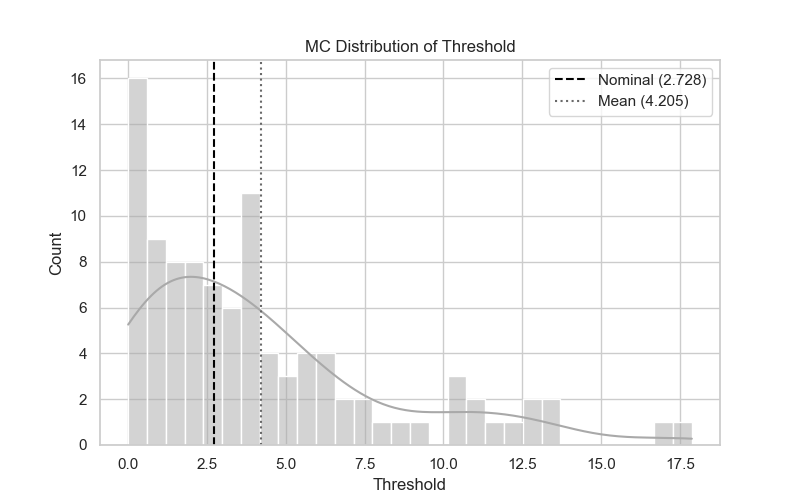 MC Distribution of Threshold
Nominal (2.728)
Mean (4.205)
16
14
12
10
8
6
4
2
0
Count
0.0 2.5 5.0 7.5 10.0 12.5 15.0 17.5
Threshold